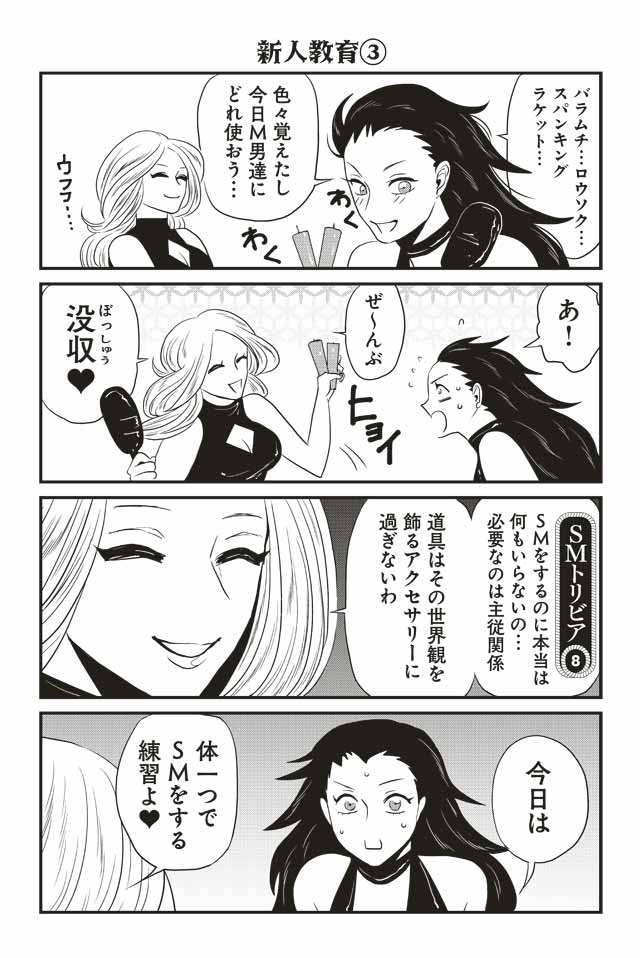 新人教育③
バラムチ…ロウソク…
スパンキング
ラケット…
色々覚えたし
今日M男達に
どれ使おう…
わく
わく
ウフフ…
あ！
ぜ〜んぶ
ヒョイ
没収♥
ぼっしゅう
SMトリビア8
SMをするのに本当は
何もいらないの…
必要なのは主従関係
道具はその世界観を
飾るアクセサリーに
過ぎないわ
今日は
体一つで
SMをする
練習よ♥